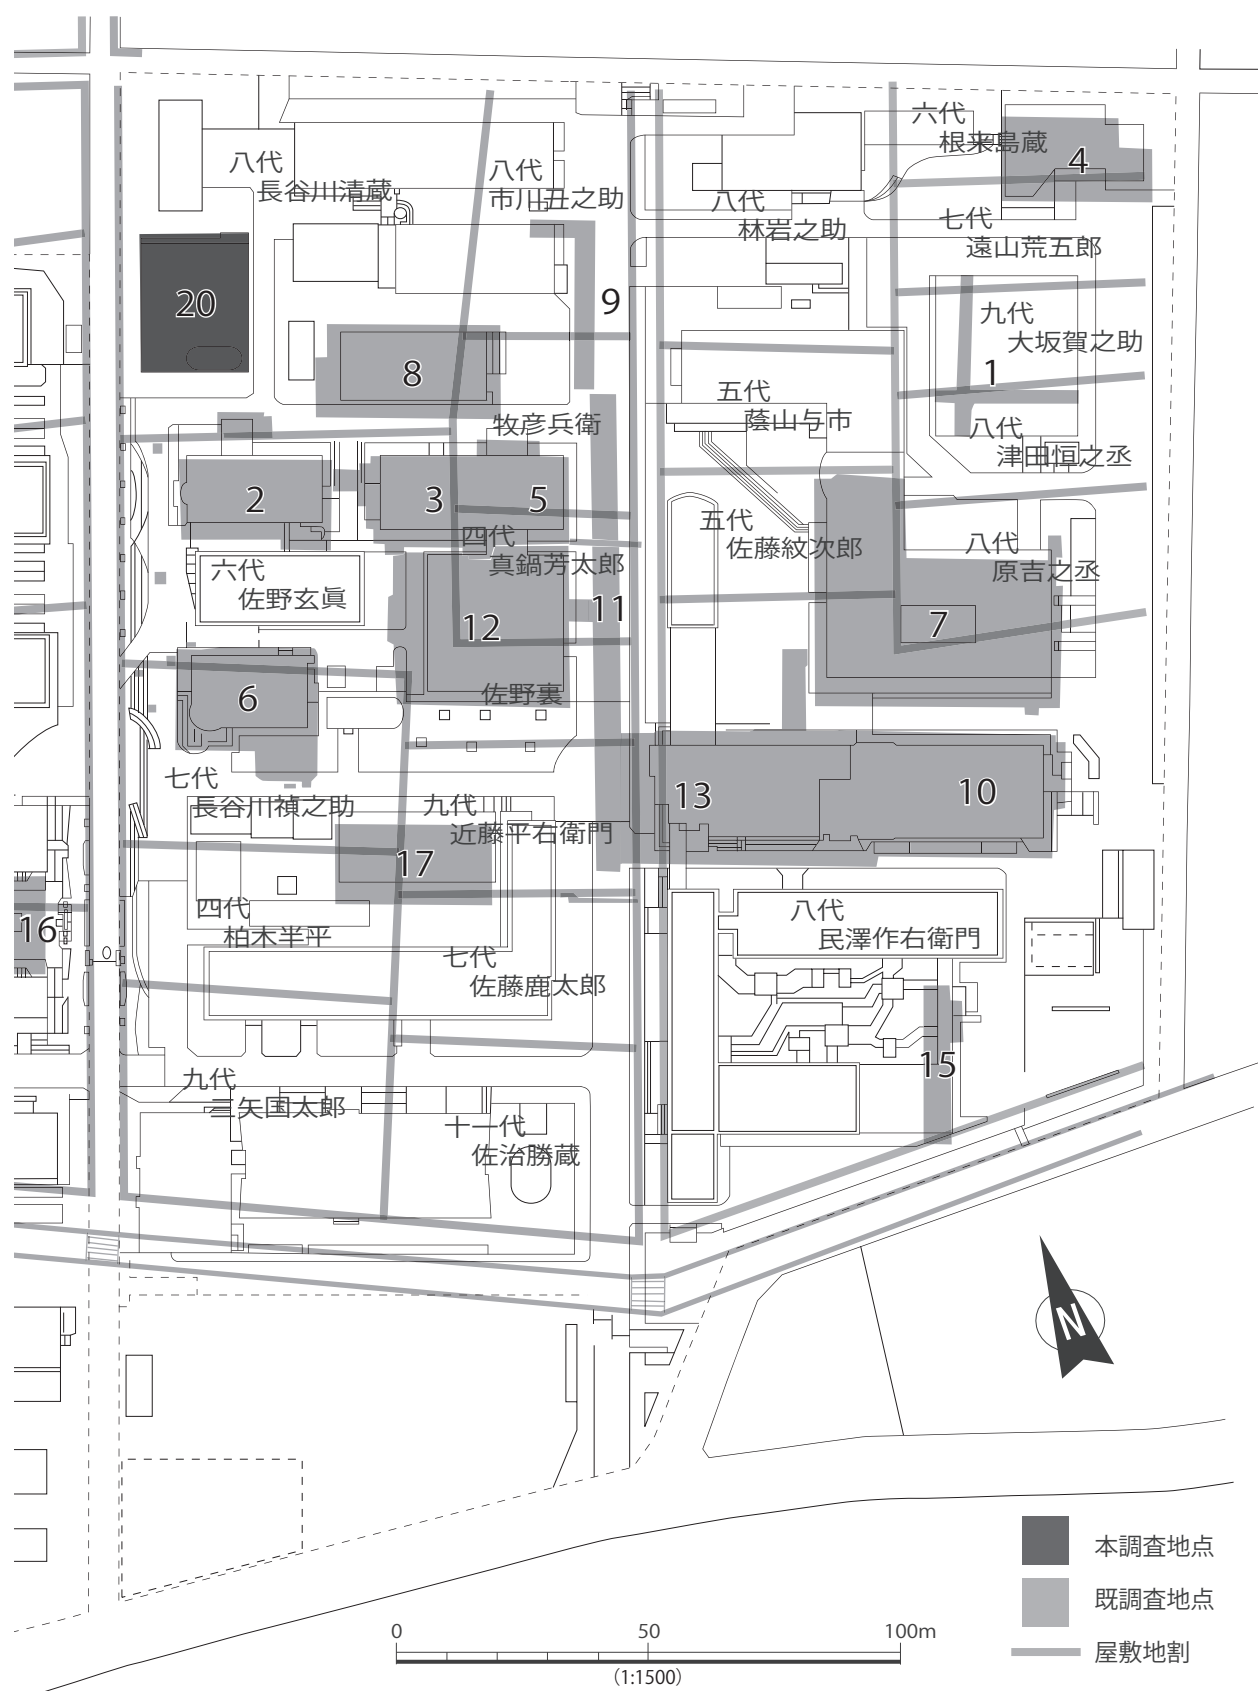 六代
根来島蔵
4
八代
長谷川清蔵
八代
市川丑之助
八代
林岩之助
七代
遠山荒五郎
20
9
九代
大坂賀之助
1
8
五代
蔭山与市
牧彦兵衛
八代
津田恒之丞
2
3
5
四代
真鍋芳太郎
五代
佐藤紋次郎
八代
原吉之丞
六代
佐野玄眞
11
12
7
6
佐野裏
七代
長谷川禎之助
九代
近藤平右衛門
13
10
17
四代
柏木半平
16
八代
民澤作右衛門
七代
佐藤鹿太郎
15
九代
三矢国太郎
十一代
佐治勝蔵
N
本調査地点
既調査地点
屋敷地割
0 50 100m
(1:1500)